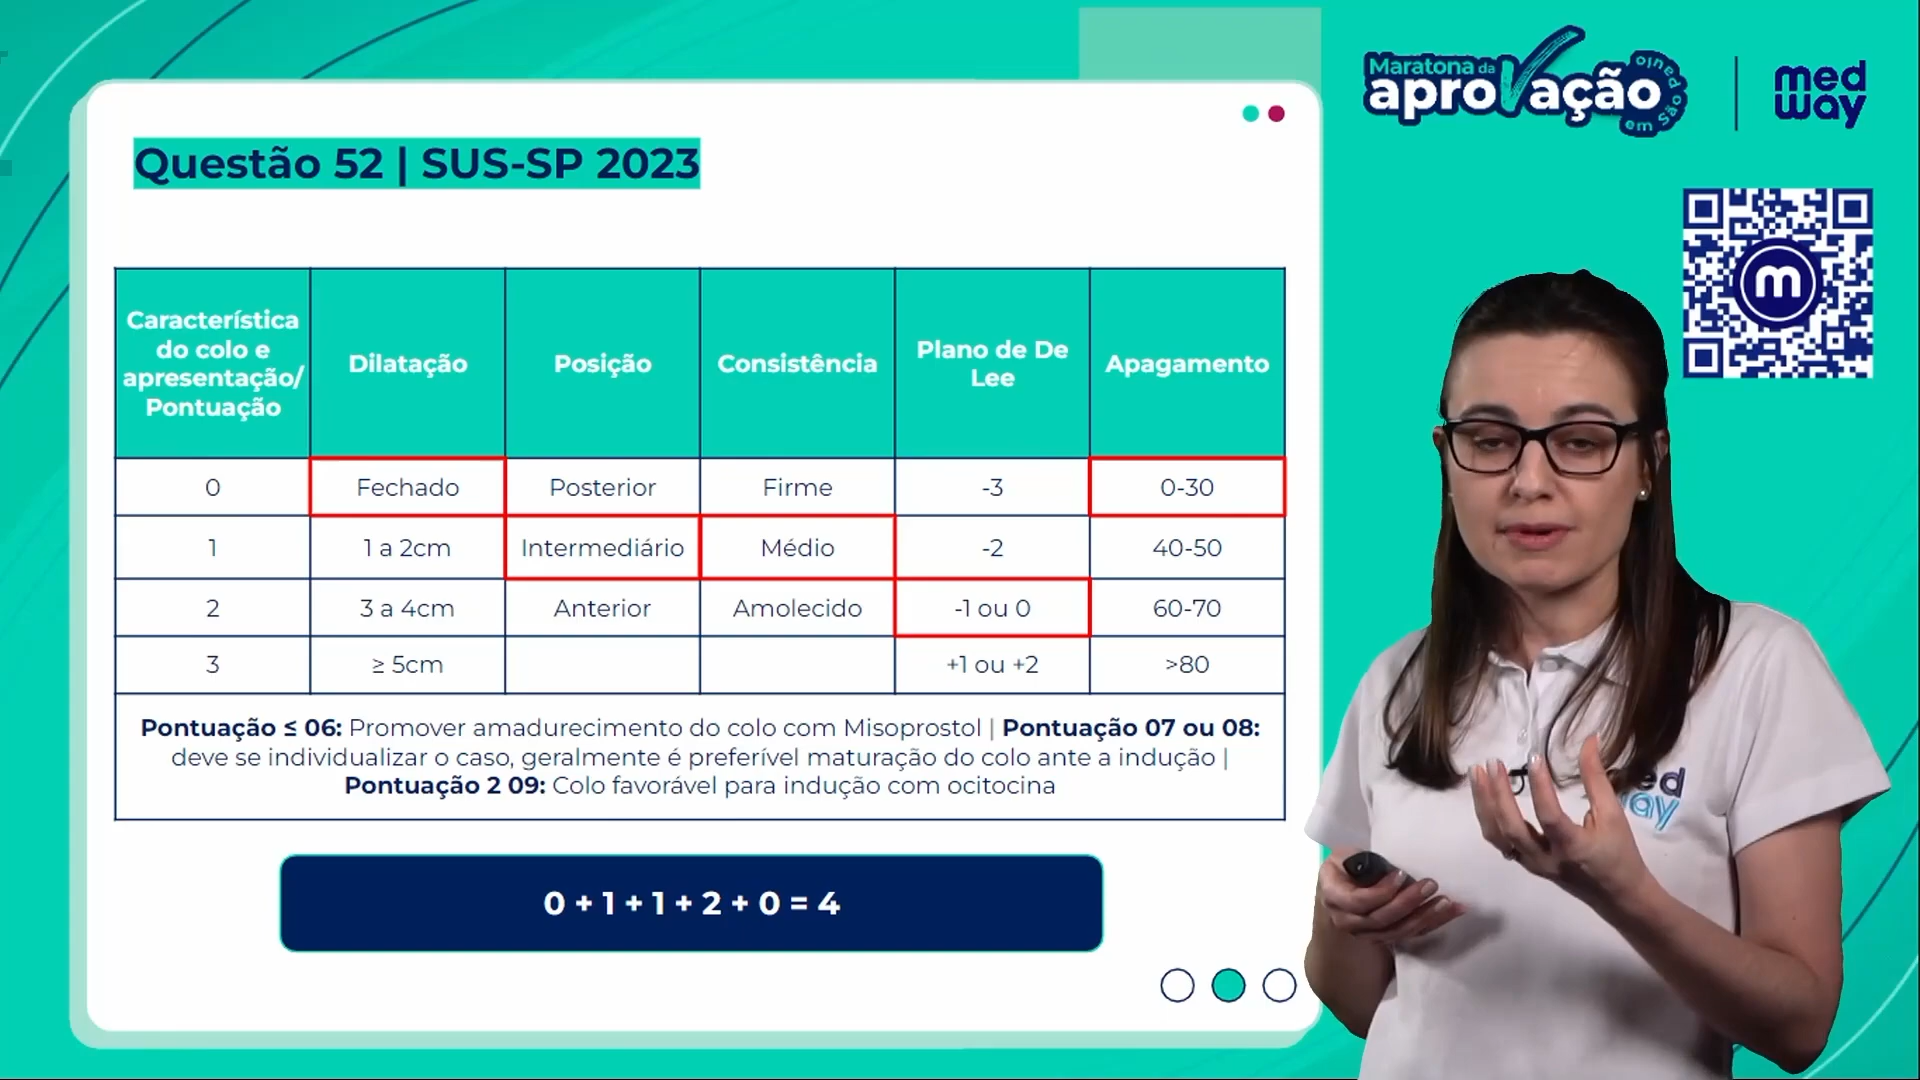 Maratona da
aproVação
em São Paulo
med
way
Questão 52 | SUS-SP 2023
Característica
do colo e
apresentação/
Pontuação
Dilatação
Posição
Consistência
Plano de De
Lee
Apagamento
0
Fechado
Posterior
Firme
-3
0-30
1
1 a 2cm
Intermediário
Médio
-2
40-50
2
3 a 4cm
Anterior
Amolecido
-1 ou 0
60-70
3
≥ 5cm
+1 ou +2
>80
Pontuação ≤ 06: Promover amadurecimento do colo com Misoprostol | Pontuação 07 ou 08:
deve se individualizar o caso, geralmente é preferível maturação do colo ante a indução |
Pontuação 2 09: Colo favorável para indução com ocitocina
0 + 1 + 1 + 2 + 0 = 4
m
med
way